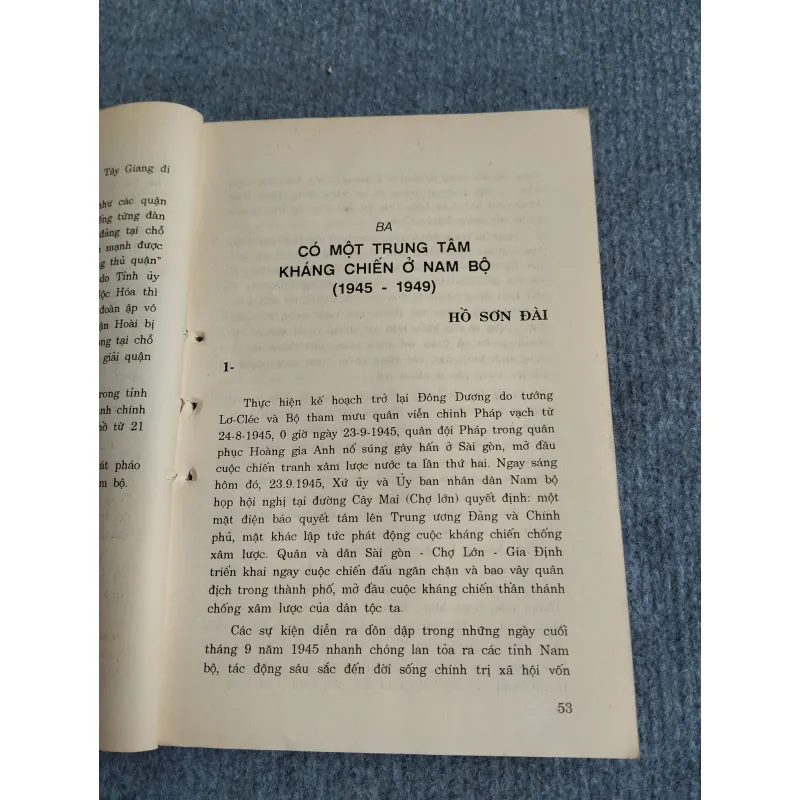 Tây Giang đi
như các quận
ống từng đàn
đảng tại chỗ
mạnh được
g thủ quận"
do Tỉnh ủy
ộc Hóa thì
đoàn ập vô
ận Hoài bị
ng tại chỗ
giải quận
rong tỉnh
nh chính
hồ từ 21
át pháo
m bộ.
BA
CÓ MỘT TRUNG TÂM
KHÁNG CHIẾN Ở NAM BỘ
(1945 - 1949)
HỒ SƠN ĐÀI
1-
Thực hiện kế hoạch trở lại Đông Dương do tướng
Lơ-Cléc và Bộ tham mưu quân viễn chinh Pháp vạch từ
24-8-1945, 0 giờ ngày 23-9-1945, quân đội Pháp trong quân
phục Hoàng gia Anh nổ súng gây hấn ở Sài gòn, mở đầu
cuộc chiến tranh xâm lược nước ta lần thứ hai. Ngay sáng
hôm đó, 23.9.1945, Xứ ủy và Ủy ban nhân dân Nam bộ
họp hội nghị tại đường Cây Mai (Chợ lớn) quyết định: một
mặt điện báo quyết tâm lên Trung ương Đảng và Chính
phủ, mặt khác lập tức phát động cuộc kháng chiến chống
xâm lược. Quân và dân Sài gòn - Chợ Lớn - Gia Định
triển khai ngay cuộc chiến đấu ngăn chặn và bao vây quân
địch trong thành phố, mở đầu cuộc kháng chiến thần thánh
chống xâm lược của dân tộc ta.
Các sự kiện diễn ra dồn dập trong những ngày cuối
tháng 9 năm 1945 nhanh chóng lan tỏa ra các tỉnh Nam
bộ, tác động sâu sắc đến đời sống chính trị xã hội vốn
53